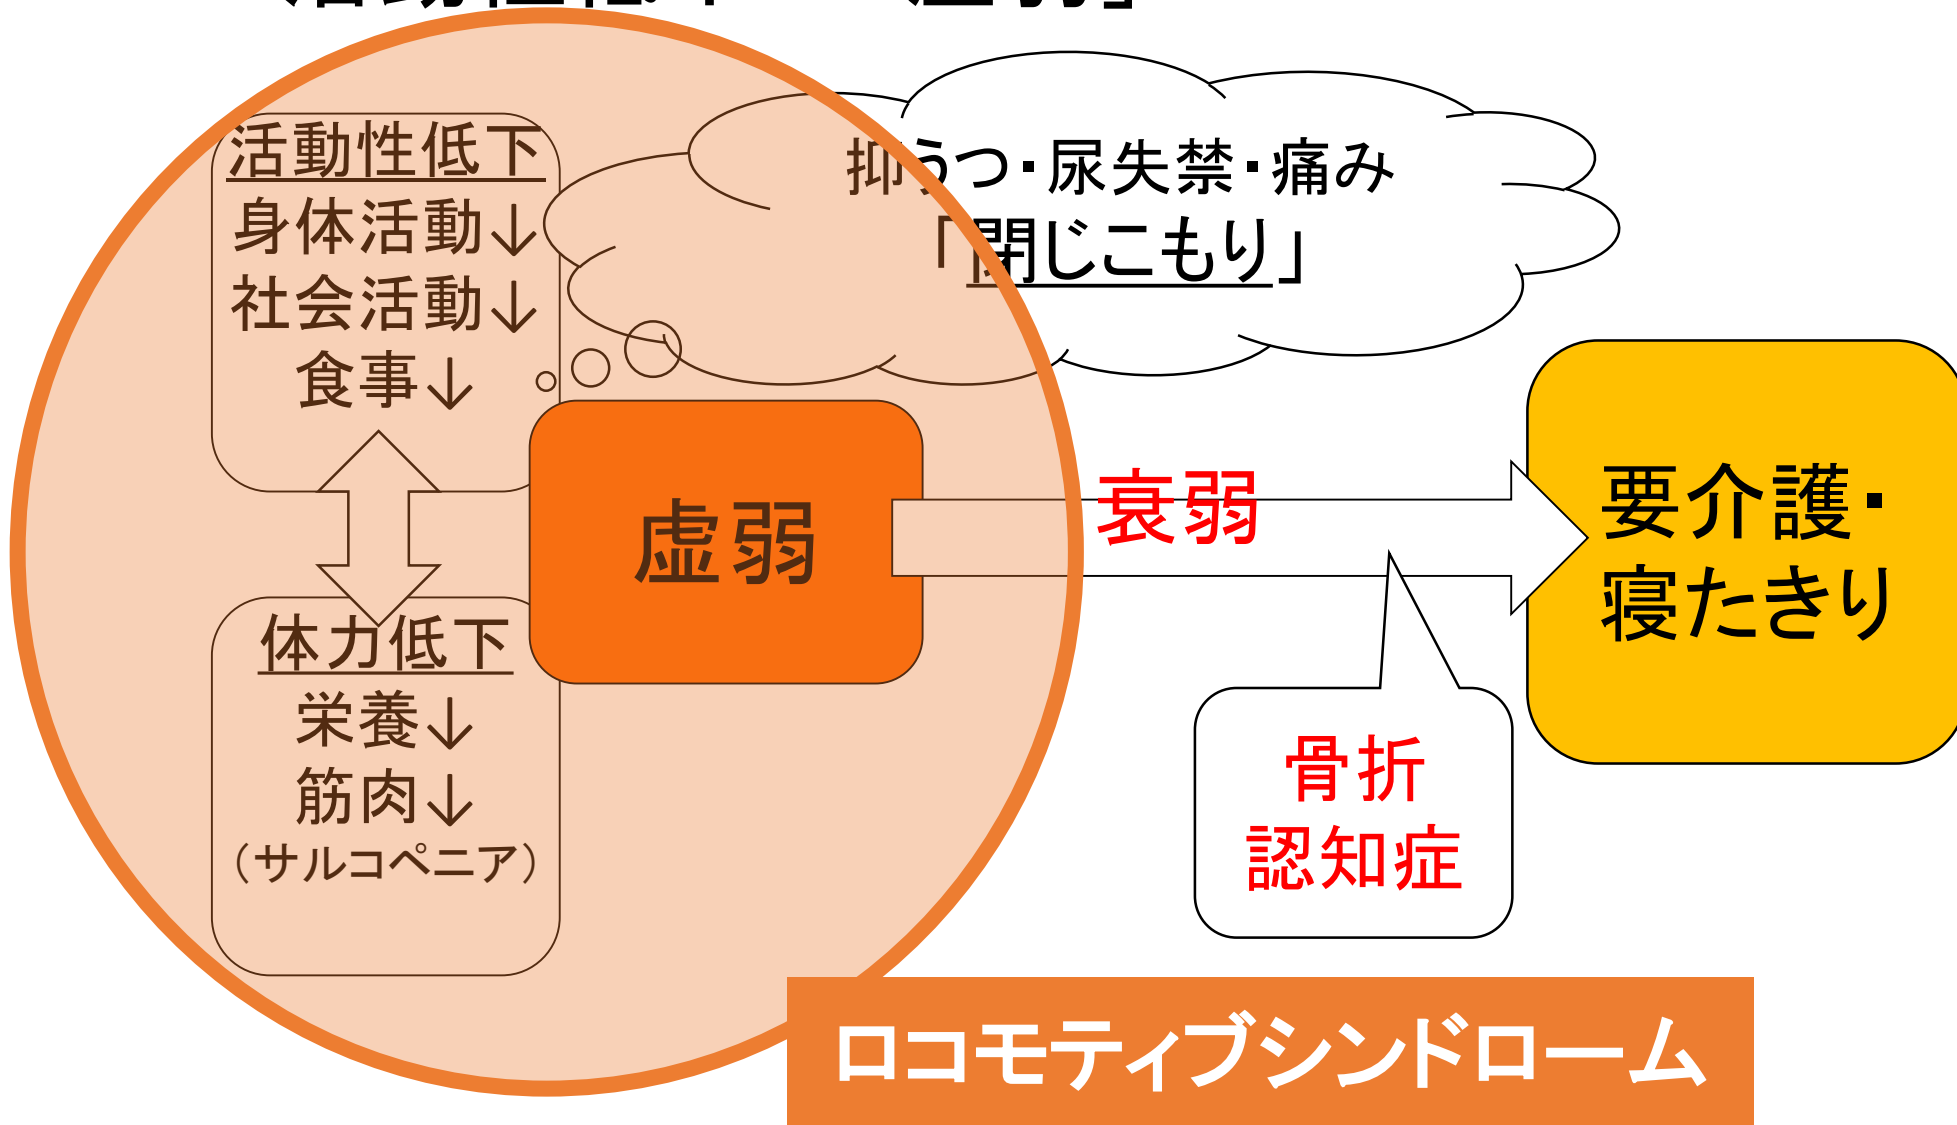 活動性低下
身体活動↓
社会活動↓
食事↓
抑うつ・尿失禁・痛み
「閉じこもり」
虚弱
衰弱
要介護・
寝たきり
体力低下
栄養↓
筋肉↓
（サルコペニア）
骨折
認知症
ロコモティブシンドローム